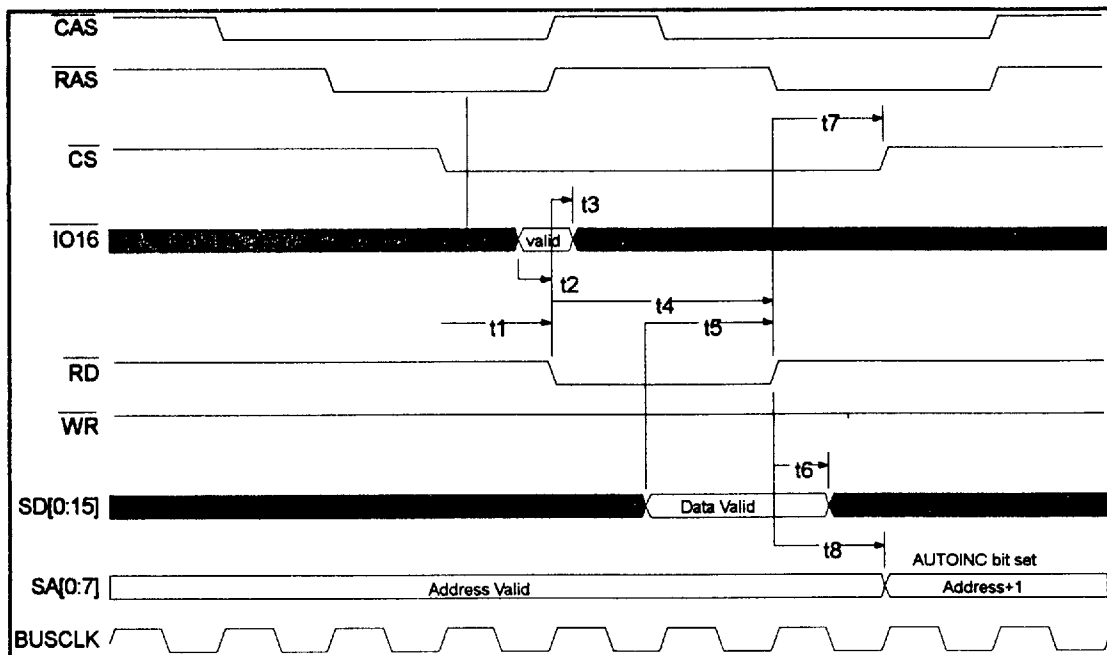 CAS
RAS
t7
CS
t3
IO16
valid
t2
t4
t1
t5
RD
WR
t6
SD[0:15]
Data Valid
t8
AUTOINC bit set
SA[0:7]
Address Valid
Address+1
BUSCLK